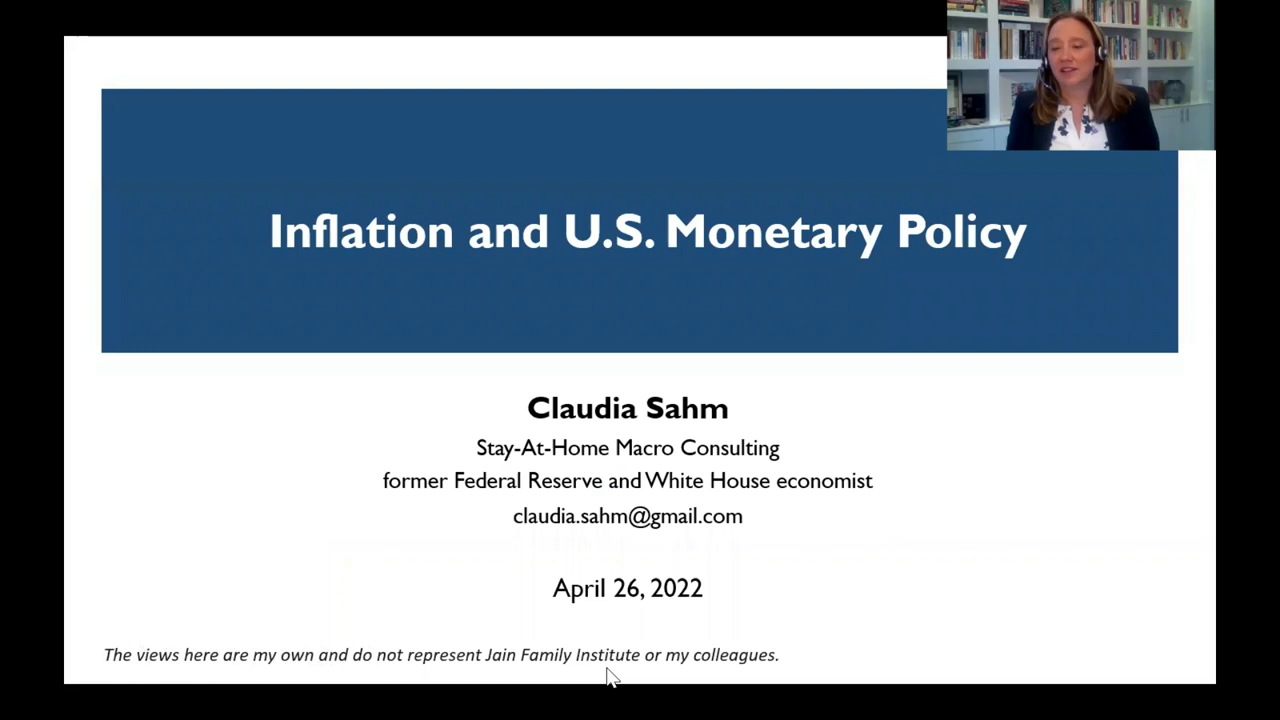 Inflation and U.S. Monetary Policy
Claudia Sahm
Stay-At-Home Macro Consulting
former Federal Reserve and White House economist
claudia.sahm@gmail.com
April 26, 2022
The views here are my own and do not represent Jain Family Institute or my colleagues.